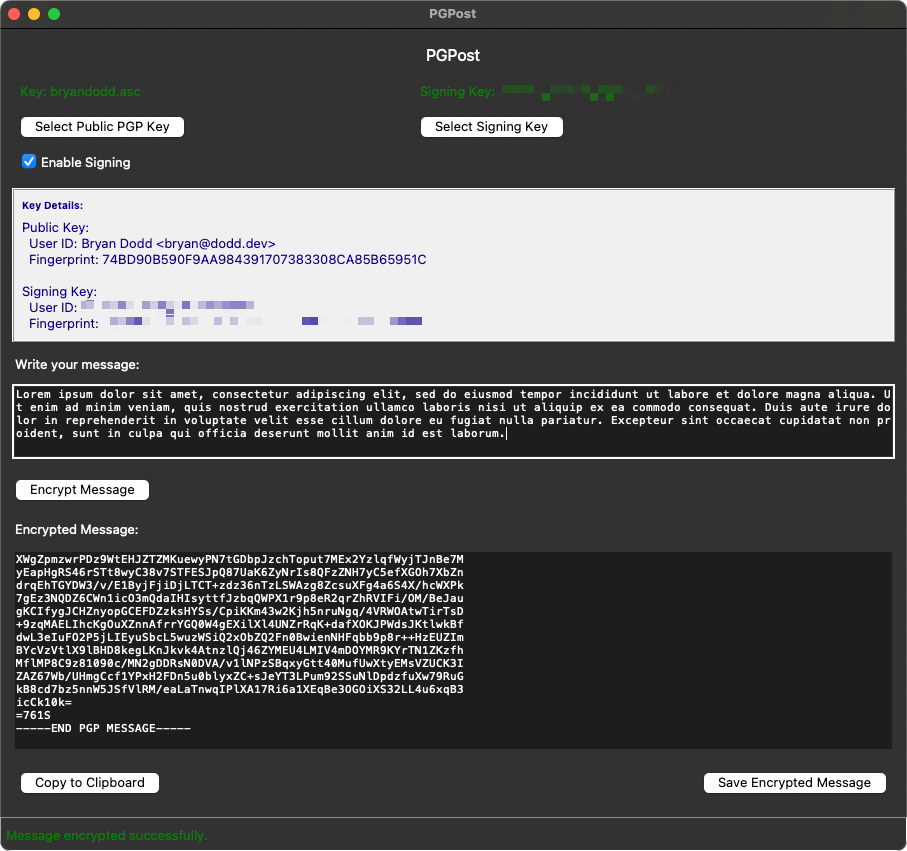 PGPost
PGPost
Key: bryandodd.asc
Signing Key:
Select Public PGP Key
Select Signing Key
Enable Signing
Key Details:
Public Key:
User ID: Bryan Dodd <bryan@dodd.dev>
Fingerprint: 74BD90B590F9AA984391707383308CA85B65951C
Signing Key:
User ID:
Fingerprint:
Write your message:
Lorem ipsum dolor sit amet, consectetur adipiscing elit, sed do eiusmod tempor incididunt ut labore et dolore magna aliqua. U
t enim ad minim veniam, quis nostrud exercitation ullamco laboris nisi ut aliquip ex ea commodo consequat. Duis aute irure do
lor in reprehenderit in voluptate velit esse cillum dolore eu fugiat nulla pariatur. Excepteur sint occaecat cupidatat non pr
oident, sunt in culpa qui officia deserunt mollit anim id est laborum.
Encrypt Message
Encrypted Message:
XWgZpmzwrPDz9WtEHJZTZMKuewyPN7tGDbpJzchToput7MEx2YzlqfWyjTJnBe7M
yEapHgRS46rSTt8wyC38v7STFESJpQ87UaK6ZyNrIs8QFzZNH7yC5efXGOh7XbZn
drqEhTGYDW3/v/E1ByjFjiDjLTCT+zdz36nTzLSWAzg8ZcsuXFg4a6S4X/hcWXPk
7gEz3NQDZ6CWn1icO3mQdaIHIsyttfJzbqQWPX1r9p8eR2qrZhRVIFi/OM/BeJau
gKCIfygJCHZnyopGCEFDZzksHYSs/CpiKKm43w2Kjh5nruNgq/4VRWOAtwTirTsD
+9zqMAELIhcKgOuXZnnAfrrYGQ0W4gEXilXl4UNZrRqK+dafXOKJPWdsJKtlwkBf
dwL3eIuFO2P5jLIEyuSbcL5wuzWSiQ2xObZQ2Fn0BwienNHFqbb9p8r++HzEUZIm
BYcVzVtlX9lBHD8kegLKnJkvk4AtnzlQj46ZYMEU4LMIV4mDOYMR9KYrTN1ZKzfh
MflMP8C9z81090c/MN2gDDRsN0DVA/v1lNPzSBqxyGtt40MufUwXtyEMsVZUCK3I
ZAZ67Wb/UHmgCcf1YPxH2FDn5u0blyxZC+sJeYT3LPum92SSuNlDpdzfuXw79RuG
kB8cd7bz5nnW5JSfVlRM/eaLaTnwqIPlXA17Ri6a1XEqBe3OGOiXS32LL4u6xqB3
icCk10k=
=761S
-----END PGP MESSAGE-----
Copy to Clipboard
Save Encrypted Message
Message encrypted successfully.